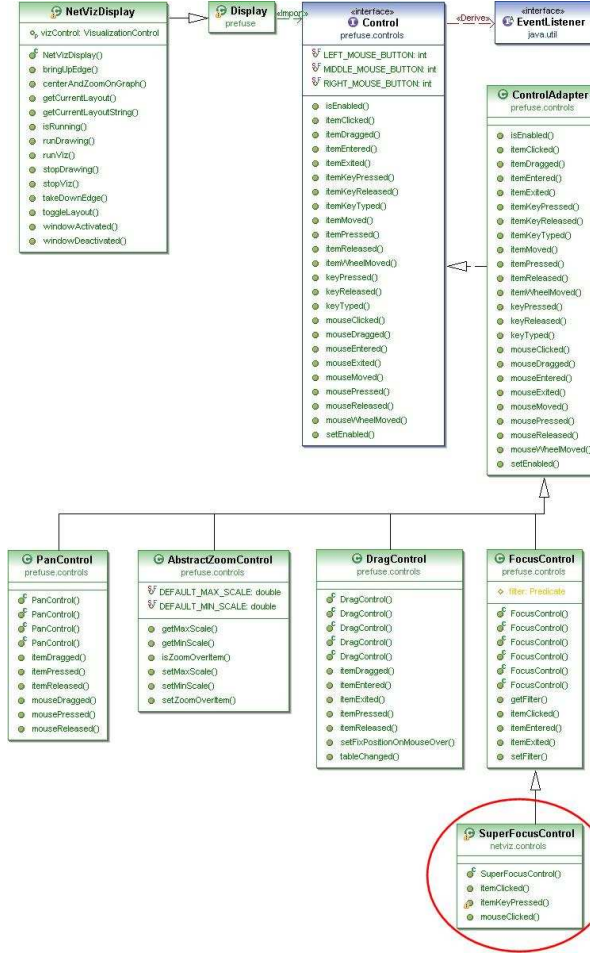 NetVizDisplay
vizControl: VisualizationControl
NetVizDisplay()
bringUpEdge()
centerAndZoomOnGraph()
getCurrentLayout()
getCurrentLayoutString()
isRunning()
runDrawing()
runViz()
stopDrawing()
stopViz()
takeDownEdge()
toggleLayout()
windowActivated()
windowDeactivated()
Display
prefuse
«Import»
«interface»
Control
prefuse.controls
LEFT_MOUSE_BUTTON: int
MIDDLE_MOUSE_BUTTON: int
RIGHT_MOUSE_BUTTON: int
isEnabled()
itemClicked()
itemDragged()
itemEntered()
itemExited()
itemKeyPressed()
itemKeyReleased()
itemKeyTyped()
itemMoved()
itemPressed()
itemReleased()
itemWheelMoved()
keyPressed()
keyReleased()
keyTyped()
mouseClicked()
mouseDragged()
mouseEntered()
mouseExited()
mouseMoved()
mousePressed()
mouseReleased()
mouseWheelMoved()
setEnabled()
«Derive»
«interface»
EventListener
java.util
ControlAdapter
prefuse.controls
isEnabled()
itemClicked()
itemDragged()
itemEntered()
itemExited()
itemKeyPressed()
itemKeyReleased()
itemKeyTyped()
itemMoved()
itemPressed()
itemReleased()
itemWheelMoved()
keyPressed()
keyReleased()
keyTyped()
mouseClicked()
mouseDragged()
mouseEntered()
mouseExited()
mouseMoved()
mousePressed()
mouseReleased()
mouseWheelMoved()
setEnabled()
PanControl
prefuse.controls
PanControl()
PanControl()
PanControl()
PanControl()
itemDragged()
itemPressed()
itemReleased()
mouseDragged()
mousePressed()
mouseReleased()
AbstractZoomControl
prefuse.controls
DEFAULT_MAX_SCALE: double
DEFAULT_MIN_SCALE: double
getMaxScale()
getMinScale()
isZoomOverItem()
setMaxScale()
setMinScale()
setZoomOverItem()
DragControl
prefuse.controls
DragControl()
DragControl()
DragControl()
DragControl()
DragControl()
itemDragged()
itemEntered()
itemExited()
itemPressed()
itemReleased()
setFixPositionOnMouseOver()
tableChanged()
FocusControl
prefuse.controls
filter: Predicate
FocusControl()
FocusControl()
FocusControl()
FocusControl()
FocusControl()
FocusControl()
getFilter()
itemClicked()
itemEntered()
itemExited()
setFilter()
SuperFocusControl
netviz.controls
SuperFocusControl()
itemClicked()
itemKeyPressed()
mouseClicked()